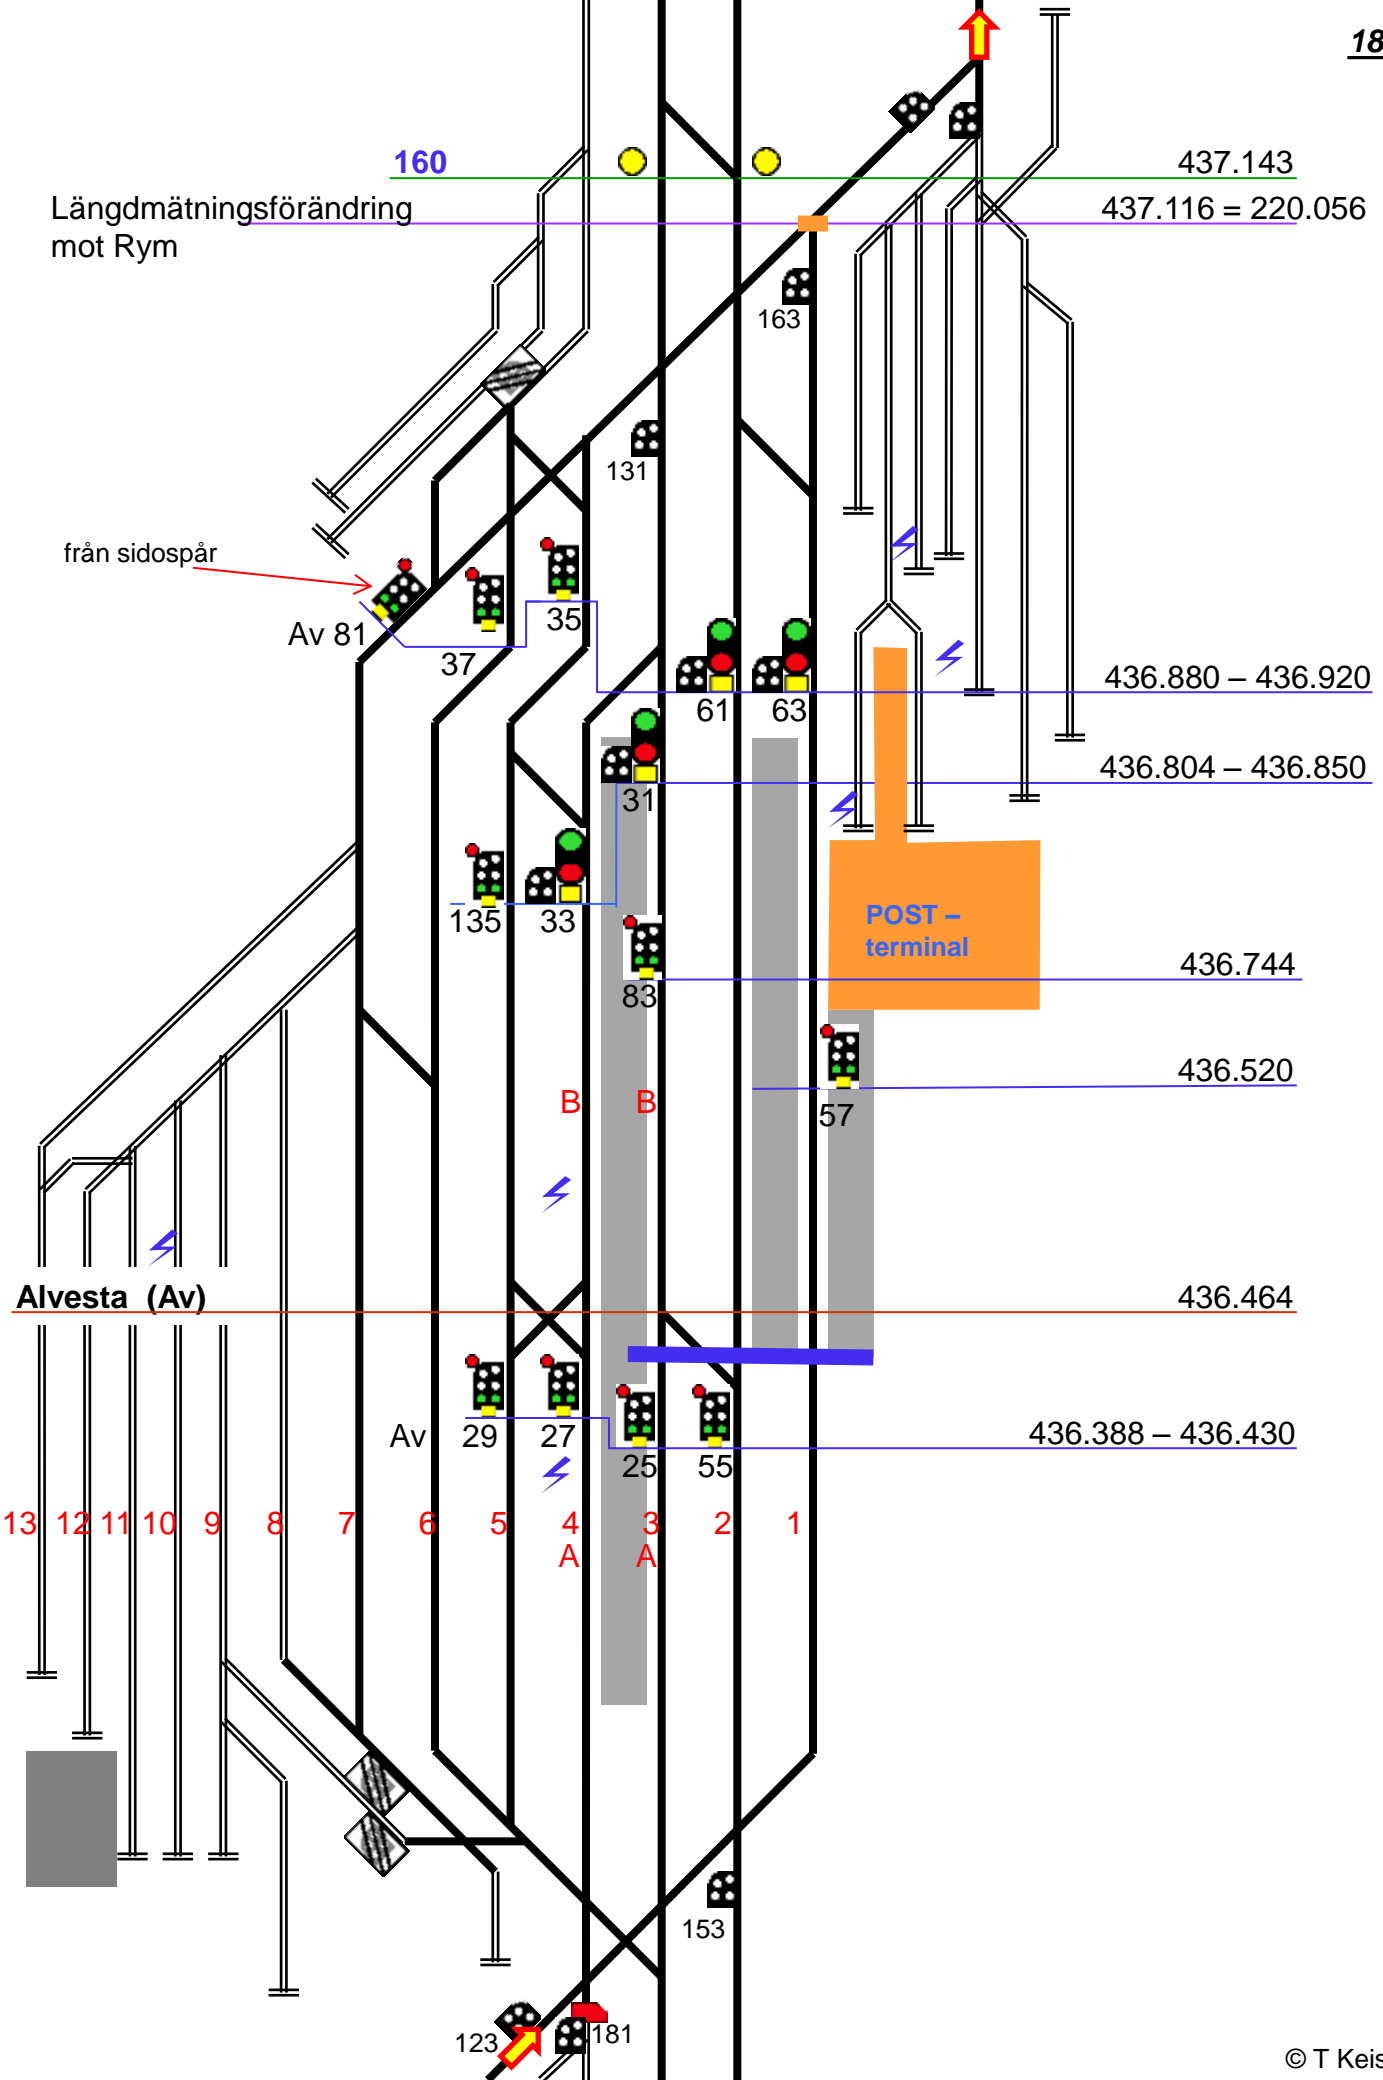 18
160
437.143
Längdmätningsförändring
mot Rym
437.116 = 220.056
163
131
från sidospår
Av 81
35
37
436.880 – 436.920
61
63
436.804 – 436.850
31
135
33
POST –
terminal
436.744
83
436.520
B
B
57
Alvesta (Av)
436.464
Av
29
27
25
55
436.388 – 436.430
13 12 11 10 9 8 7 6 5 4 3 2 1
A A
153
123
181
© T Keis